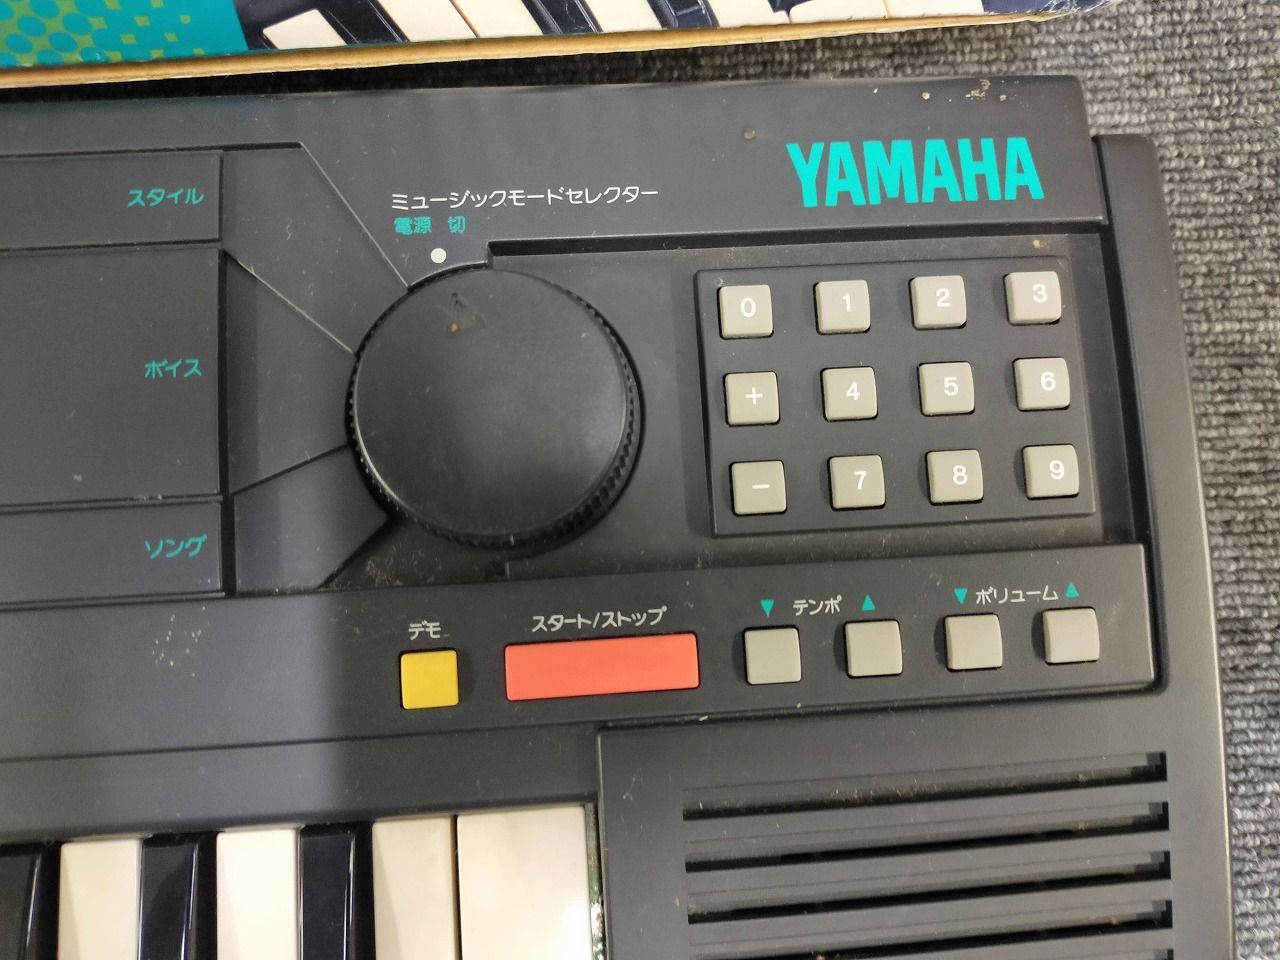 YAMAHA
ミュージックモードセレクター
電源 切
スタイル
ボイス
ソング
0 1 2 3
+ 4 5 6
− 7 8 9
デモ
スタート/ストップ
▼ テンポ ▲
▼ ボリューム ▲